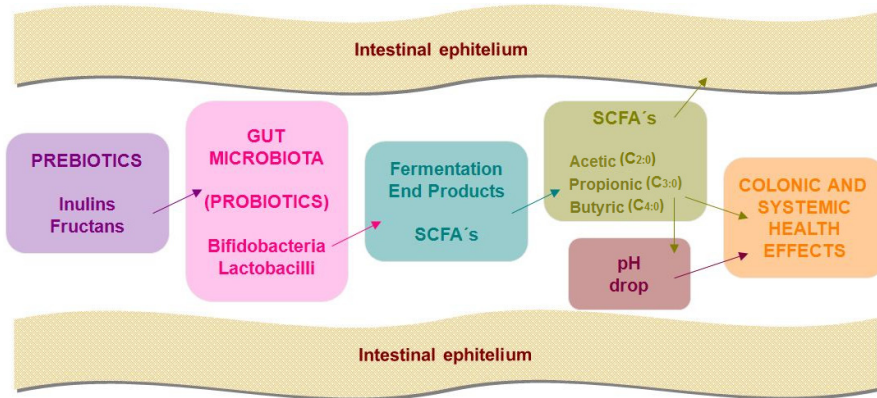 Intestinal ephitelium
PREBIOTICS
Inulins
Fructans
GUT
MICROBIOTA
(PROBIOTICS)
Bifidobacteria
Lactobacilli
Fermentation
End Products
SCFA´s
SCFA´s
Acetic (C2:0)
Propionic (C3:0)
Butyric (C4:0)
pH
drop
COLONIC AND
SYSTEMIC
HEALTH
EFFECTS
Intestinal ephitelium